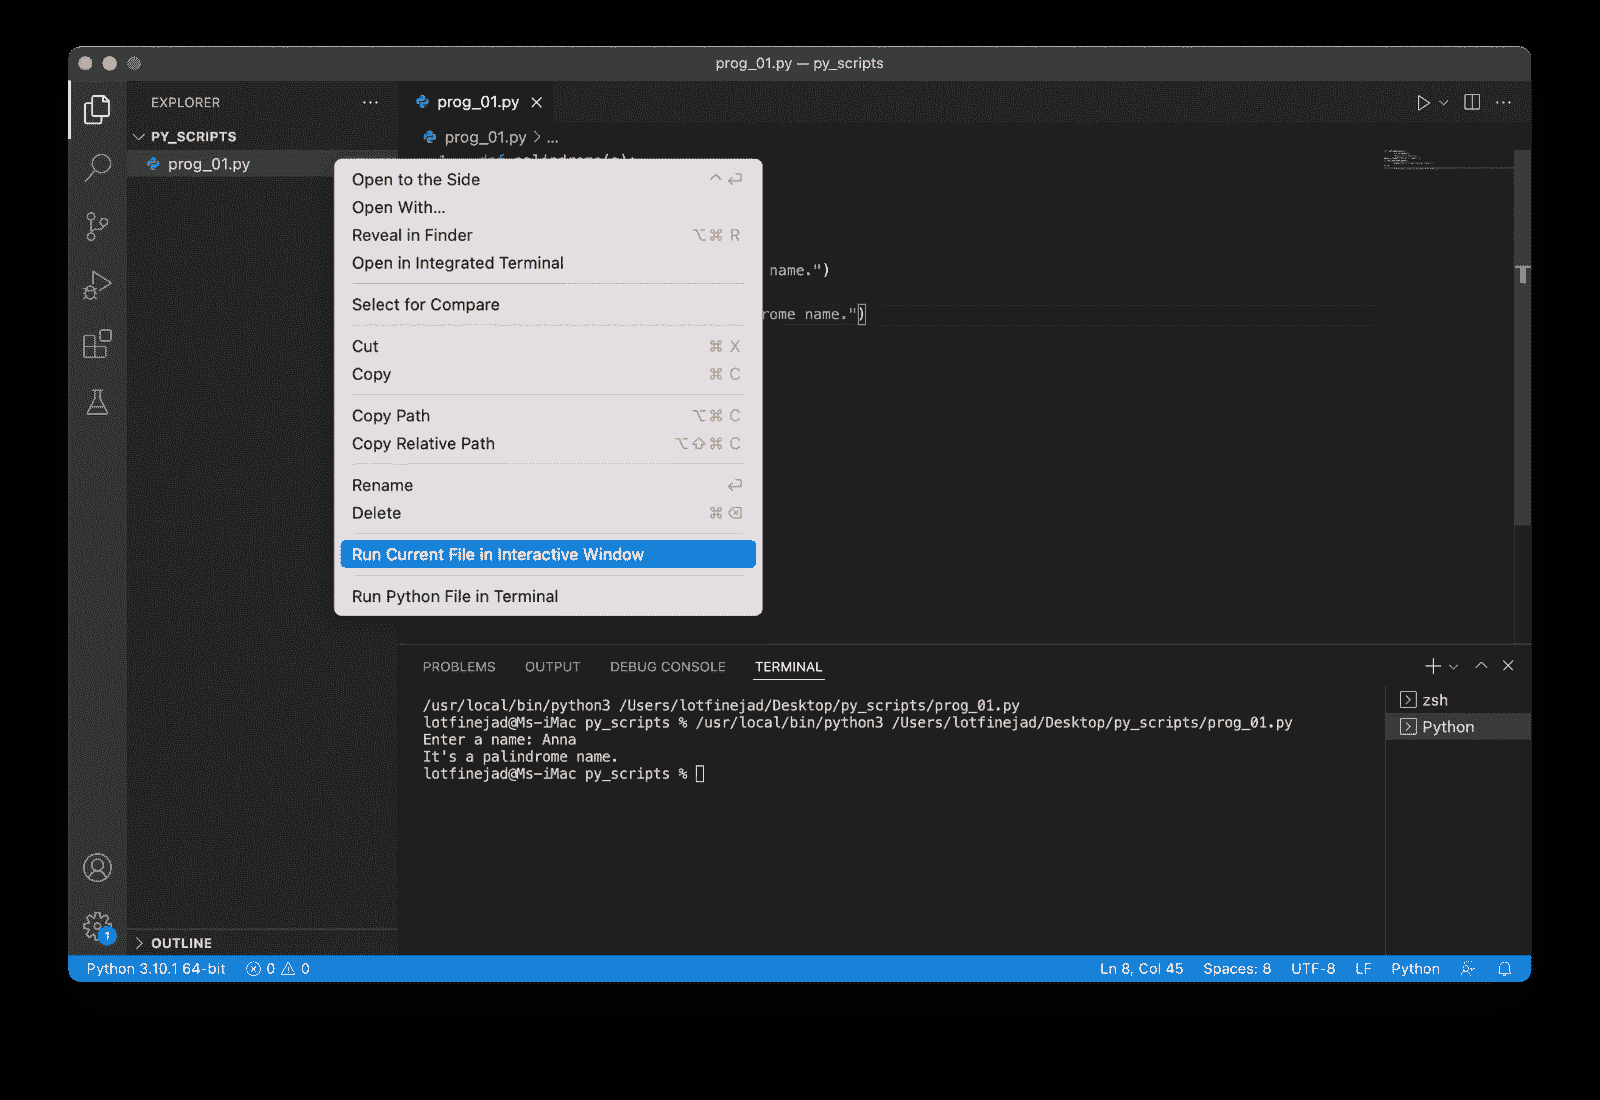 prog_01.py — py_scripts
EXPLORER
PY_SCRIPTS
prog_01.py
prog_01.py
prog_01.py > ...
1 def palindrome(s):
Open to the Side
Open With...
Reveal in Finder ⌥⌘ R
Open in Integrated Terminal
Select for Compare
Cut ⌘ X
Copy ⌘ C
Copy Path ⌥⌘ C
Copy Relative Path ⌥⇧⌘ C
Rename
Delete ⌘ ⌫
Run Current File in Interactive Window
Run Python File in Terminal
name.")
rome name.")
PROBLEMS OUTPUT DEBUG CONSOLE TERMINAL
/usr/local/bin/python3 /Users/lotfinejad/Desktop/py_scripts/prog_01.py
lotfinejad@Ms-iMac py_scripts % /usr/local/bin/python3 /Users/lotfinejad/Desktop/py_scripts/prog_01.py
Enter a name: Anna
It's a palindrome name.
lotfinejad@Ms-iMac py_scripts %
zsh
Python
1
OUTLINE
Python 3.10.1 64-bit 0 0 Ln 8, Col 45 Spaces: 8 UTF-8 LF Python